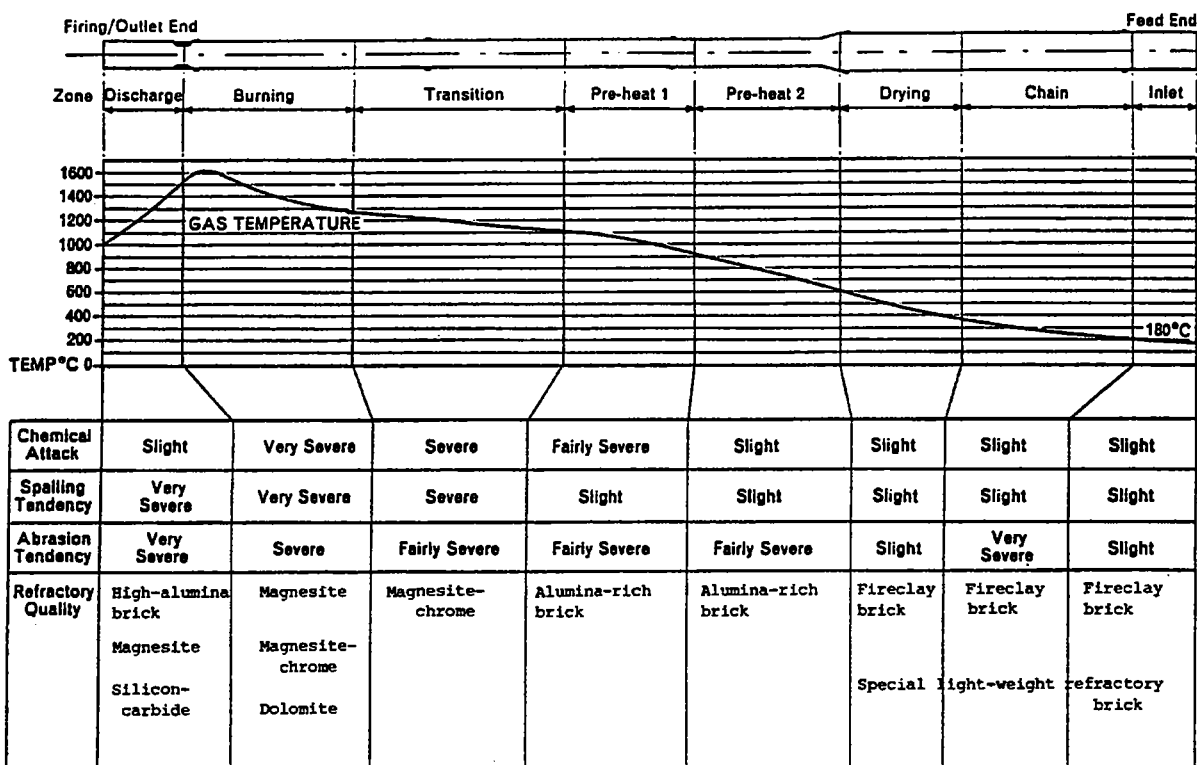 Firing/Outlet End
Feed End
Zone Discharge Burning Transition Pre-heat 1 Pre-heat 2 Drying Chain Inlet
1600
1400
1200
GAS TEMPERATURE
1000
800
600
400
180°C
200
TEMP°C 0
Chemical Attack
Slight
Very Severe
Severe
Fairly Severe
Slight
Slight
Slight
Slight
Spalling Tendency
Very Severe
Very Severe
Severe
Slight
Slight
Slight
Slight
Slight
Abrasion Tendency
Very Severe
Severe
Fairly Severe
Fairly Severe
Fairly Severe
Slight
Very Severe
Slight
Refractory Quality
High-alumina
brick
Magnesite
Silicon-
carbide
Magnesite
Magnesite-
chrome
Dolomite
Magnesite-
chrome
Alumina-rich
brick
Alumina-rich
brick
Fireclay
brick
Fireclay
brick
Fireclay
brick
Special light-weight refractory
brick